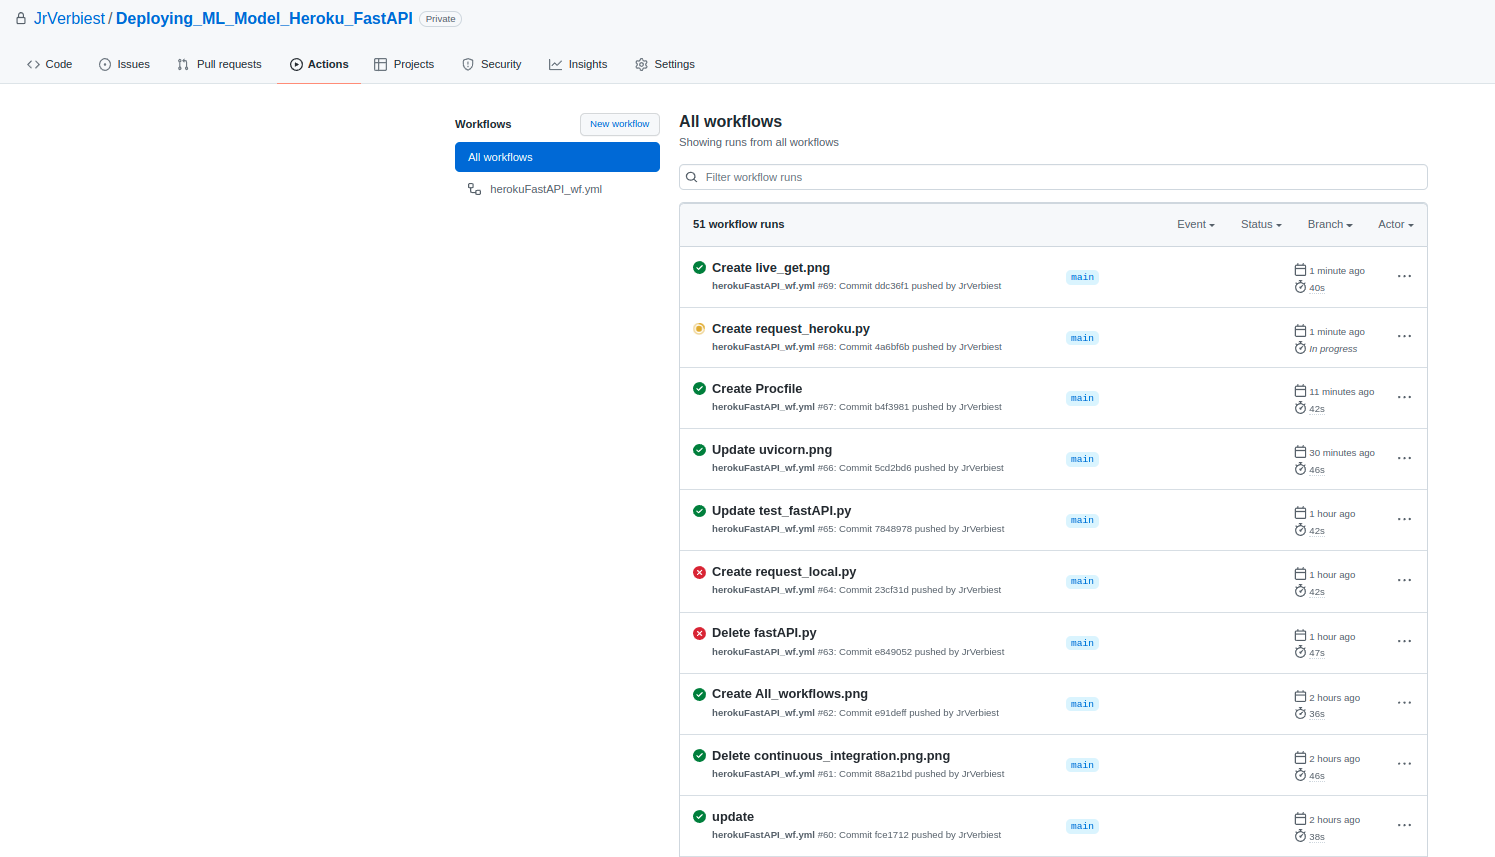 JrVerbiest / Deploying_ML_Model_Heroku_FastAPI Private
Code Issues Pull requests Actions Projects Security Insights Settings
Workflows
New workflow
All workflows
herokuFastAPI_wf.yml
All workflows
Showing runs from all workflows
Filter workflow runs
51 workflow runs Event Status Branch Actor
Create live_get.png
herokuFastAPI_wf.yml #69: Commit ddc36f1 pushed by JrVerbiest
main
1 minute ago
40s
Create request_heroku.py
herokuFastAPI_wf.yml #68: Commit 4a6bf6b pushed by JrVerbiest
main
1 minute ago
In progress
Create Procfile
herokuFastAPI_wf.yml #67: Commit b4f3981 pushed by JrVerbiest
main
11 minutes ago
42s
Update uvicorn.png
herokuFastAPI_wf.yml #66: Commit 5cd2bd6 pushed by JrVerbiest
main
30 minutes ago
46s
Update test_fastAPI.py
herokuFastAPI_wf.yml #65: Commit 7848978 pushed by JrVerbiest
main
1 hour ago
42s
Create request_local.py
herokuFastAPI_wf.yml #64: Commit 23cf31d pushed by JrVerbiest
main
1 hour ago
42s
Delete fastAPI.py
herokuFastAPI_wf.yml #63: Commit e849052 pushed by JrVerbiest
main
1 hour ago
47s
Create All_workflows.png
herokuFastAPI_wf.yml #62: Commit e91deff pushed by JrVerbiest
main
2 hours ago
36s
Delete continuous_integration.png.png
herokuFastAPI_wf.yml #61: Commit 88a21bd pushed by JrVerbiest
main
2 hours ago
46s
update
herokuFastAPI_wf.yml #60: Commit fce1712 pushed by JrVerbiest
main
2 hours ago
38s